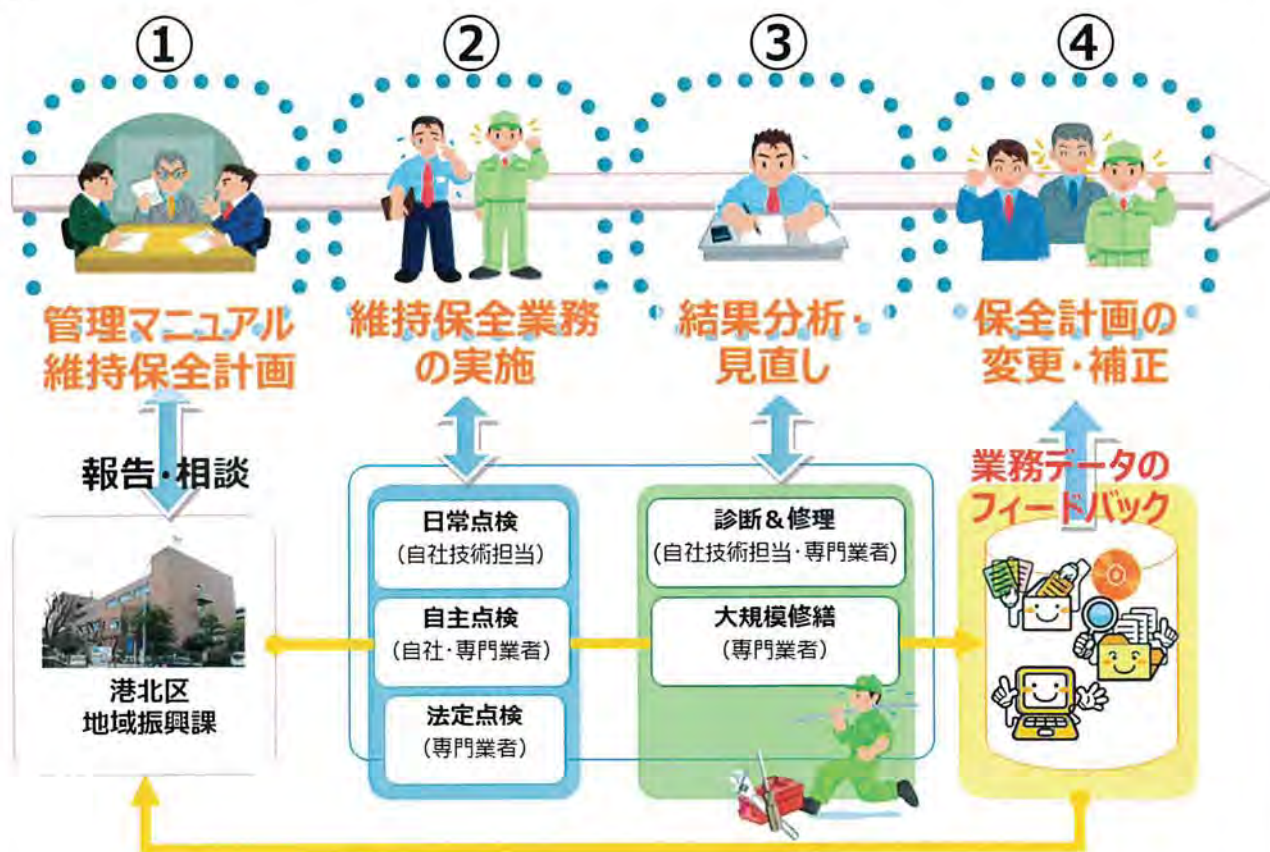 ①
②
③
④
管理マニュアル
維持保全計画
維持保全業務
の実施
結果分析・
見直し
保全計画の
変更・補正
報告・相談
港北区
地域振興課
日常点検
(自社技術担当)
自主点検
(自社・専門業者)
法定点検
(専門業者)
診断&修理
(自社技術担当・専門業者)
大規模修繕
(専門業者)
業務データの
フィードバック